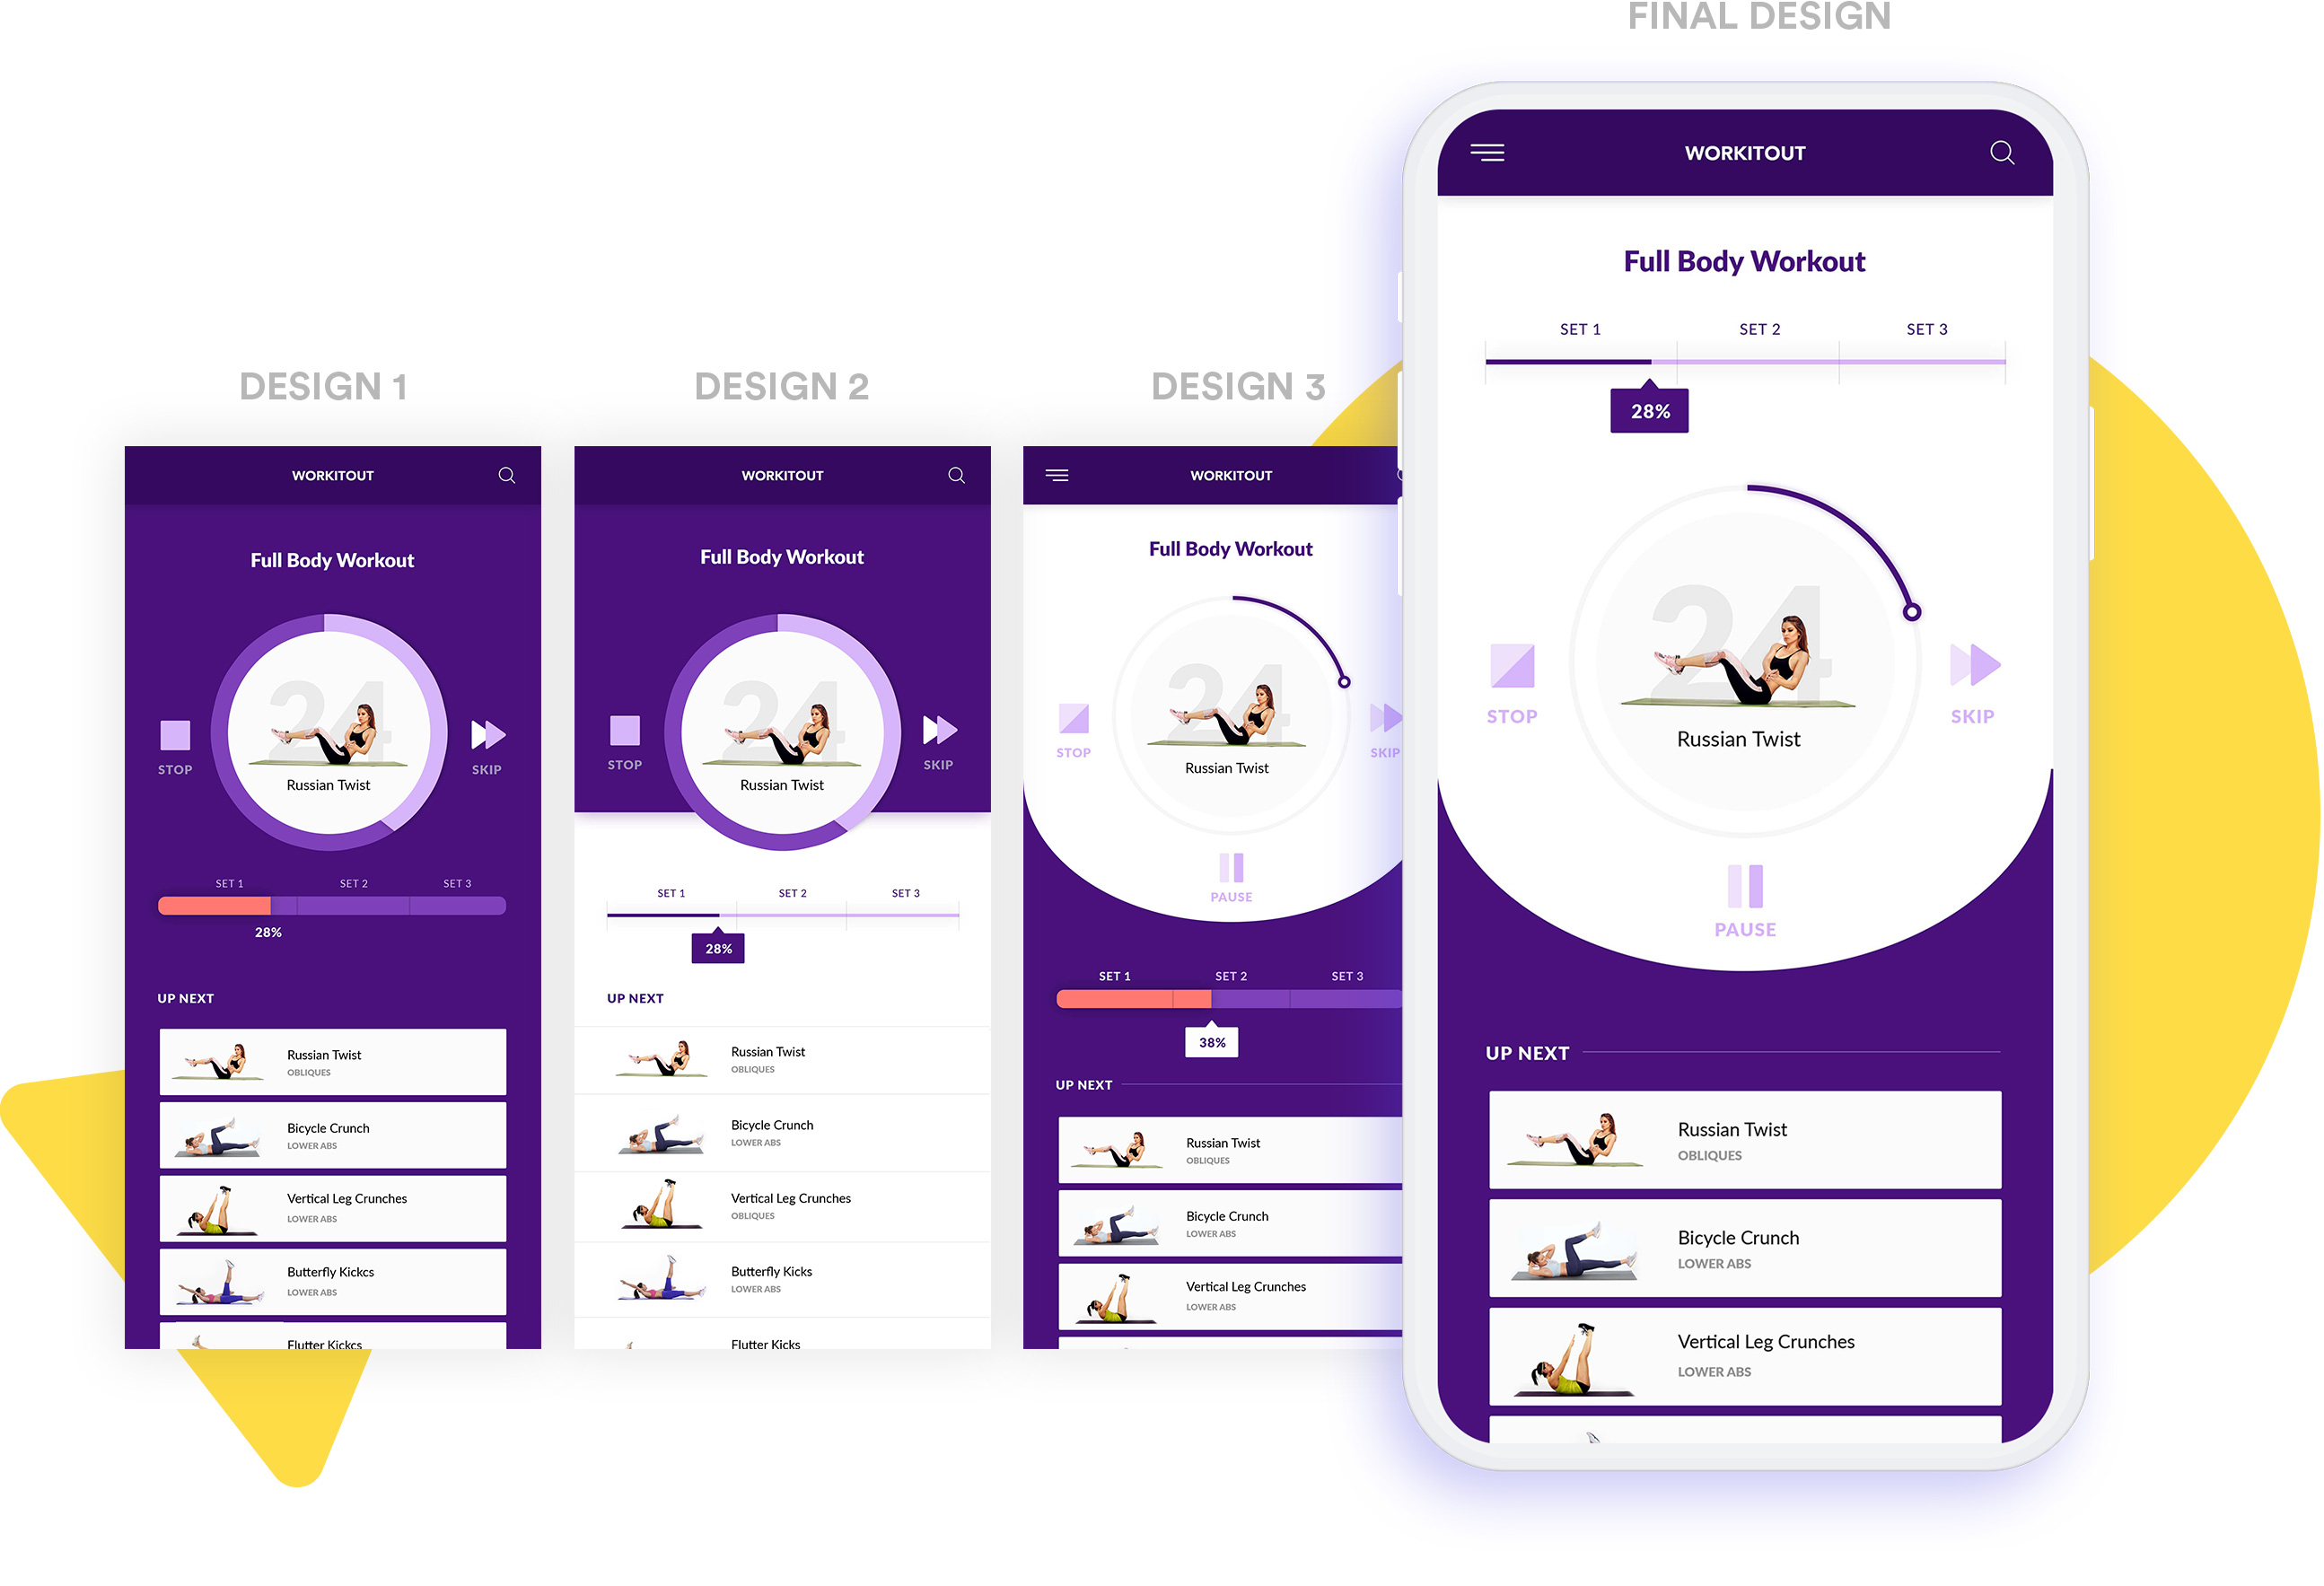 FINAL DESIGN
DESIGN 1
WORKITOUT
Full Body Workout
24
STOP
SKIP
Russian Twist
SET 1 SET 2 SET 3
28%
UP NEXT
Russian Twist
OBLIQUES
Bicycle Crunch
LOWER ABS
Vertical Leg Crunches
LOWER ABS
Butterfly Kickcs
LOWER ABS
Flutter Kickcs
DESIGN 2
WORKITOUT
Full Body Workout
24
STOP
SKIP
Russian Twist
SET 1 SET 2 SET 3
28%
UP NEXT
Russian Twist
OBLIQUES
Bicycle Crunch
LOWER ABS
Vertical Leg Crunches
OBLIQUES
Butterfly Kicks
LOWER ABS
Flutter Kicks
DESIGN 3
WORKITOUT
Full Body Workout
24
STOP
SKIP
Russian Twist
PAUSE
SET 1 SET 2 SET 3
38%
UP NEXT
Russian Twist
OBLIQUES
Bicycle Crunch
LOWER ABS
Vertical Leg Crunches
LOWER ABS
WORKITOUT
Full Body Workout
SET 1 SET 2 SET 3
28%
24
STOP
SKIP
Russian Twist
PAUSE
UP NEXT
Russian Twist
OBLIQUES
Bicycle Crunch
LOWER ABS
Vertical Leg Crunches
LOWER ABS